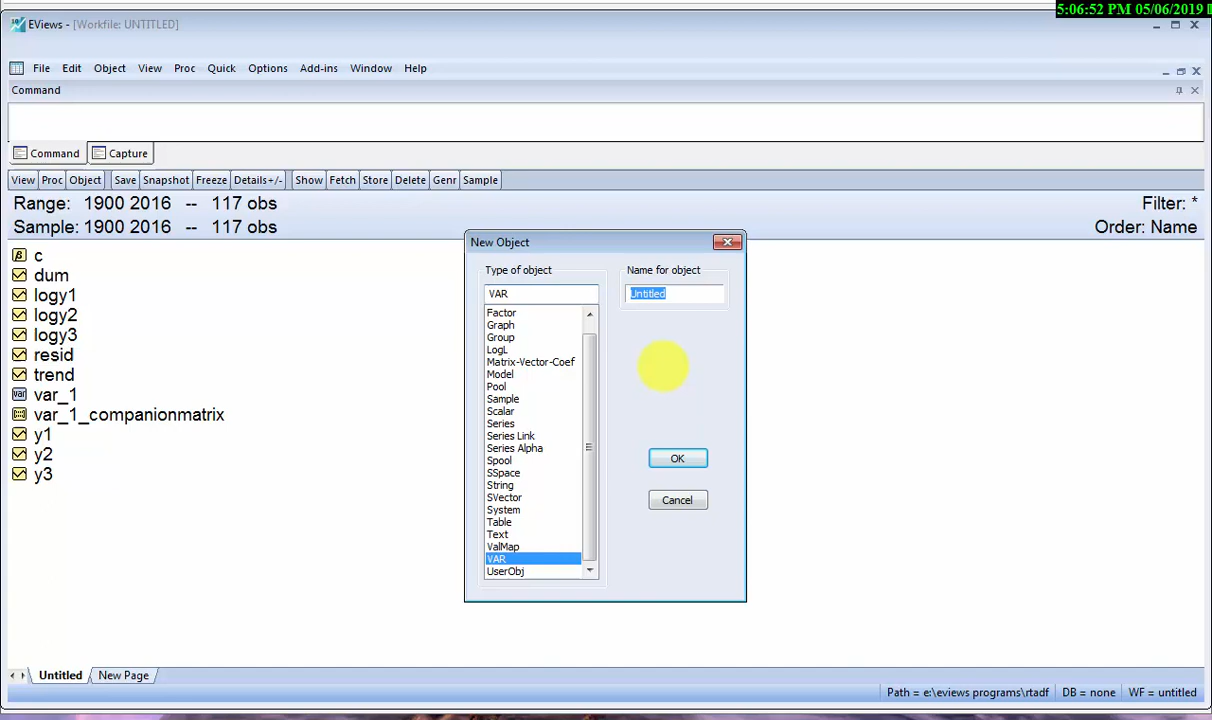 5:06:52 PM 05/06/2019
EViews - [Workfile: UNTITLED]
File Edit Object View Proc Quick Options Add-ins Window Help
Command
Command Capture
View Proc Object Save Snapshot Freeze Details+/- Show Fetch Store Delete Genr Sample
Range: 1900 2016 -- 117 obs Filter: *
Sample: 1900 2016 -- 117 obs Order: Name
c
dum
logy1
logy2
logy3
resid
trend
var_1
var_1_companionmatrix
y1
y2
y3
New Object
Type of object
VAR
Factor
Graph
Group
LogL
Matrix-Vector-Coef
Model
Pool
Sample
Scalar
Series
Series Link
Series Alpha
Spool
SSpace
String
SVector
System
Table
Text
ValMap
VAR
UserObj
Name for object
Untitled
OK
Cancel
Untitled New Page
Path = e:\eviews programs\rtadf DB = none WF = untitled